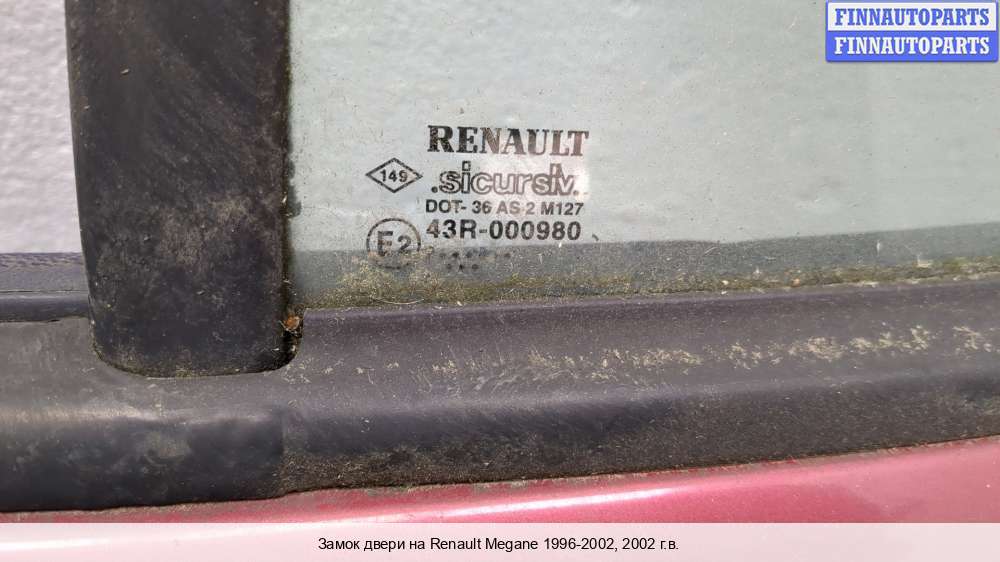 FINNAUTOPARTS
FINNAUTOPARTS
RENAULT
149
.sicursiv.
DOT- 36 AS-2 M127
E2
43R-000980
Замок двери на Renault Megane 1996-2002, 2002 г.в.